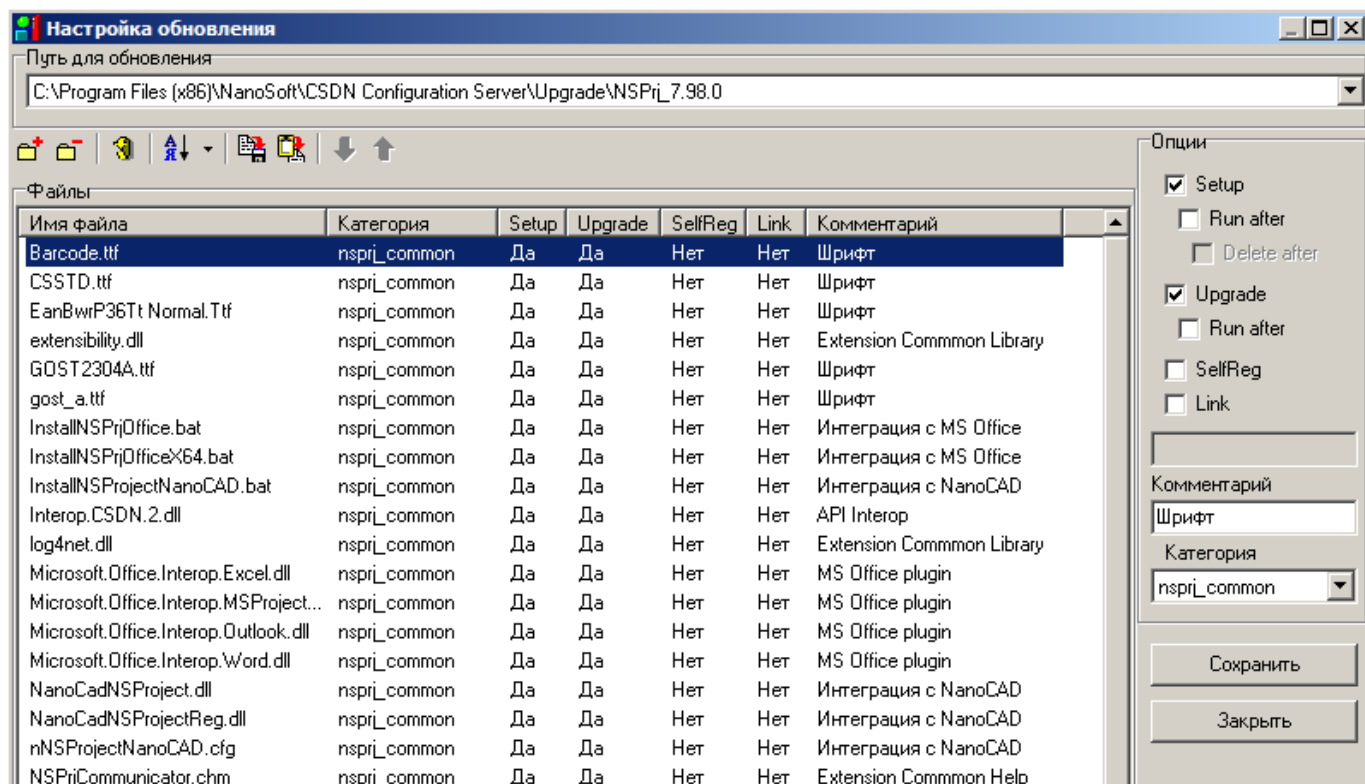 Настройка обновления
Путь для обновления
C:\Program Files (x86)\NanoSoft\CSDN Configuration Server\Upgrade\NSPrj_7.98.0
Файлы
Имя файла Категория Setup Upgrade SelfReg Link Комментарий
Barcode.ttf nsprj_common Да Да Нет Нет Шрифт
CSSTD.ttf nsprj_common Да Да Нет Нет Шрифт
EanBwrP36Tt Normal.Ttf nsprj_common Да Да Нет Нет Шрифт
extensibility.dll nsprj_common Да Да Нет Нет Extension Commmon Library
GOST2304A.ttf nsprj_common Да Да Нет Нет Шрифт
gost_a.ttf nsprj_common Да Да Нет Нет Шрифт
InstallNSPrjOffice.bat nsprj_common Да Да Нет Нет Интеграция с MS Office
InstallNSPrjOfficeX64.bat nsprj_common Да Да Нет Нет Интеграция с MS Office
InstallNSProjectNanoCAD.bat nsprj_common Да Да Нет Нет Интеграция с NanoCAD
Interop.CSDN.2.dll nsprj_common Да Да Нет Нет API Interop
log4net.dll nsprj_common Да Да Нет Нет Extension Commmon Library
Microsoft.Office.Interop.Excel.dll nsprj_common Да Да Нет Нет MS Office plugin
Microsoft.Office.Interop.MSProject... nsprj_common Да Да Нет Нет MS Office plugin
Microsoft.Office.Interop.Outlook.dll nsprj_common Да Да Нет Нет MS Office plugin
Microsoft.Office.Interop.Word.dll nsprj_common Да Да Нет Нет MS Office plugin
NanoCadNSProject.dll nsprj_common Да Да Нет Нет Интеграция с NanoCAD
NanoCadNSProjectReg.dll nsprj_common Да Да Нет Нет Интеграция с NanoCAD
nNSProjectNanoCAD.cfg nsprj_common Да Да Нет Нет Интеграция с NanoCAD
NSPrjCommunicator.chm nsprj_common Да Да Нет Нет Extension Commmon Help
Опции
Setup
Run after
Delete after
Upgrade
Run after
SelfReg
Link
Комментарий
Шрифт
Категория
nsprj_common
Сохранить
Закрыть